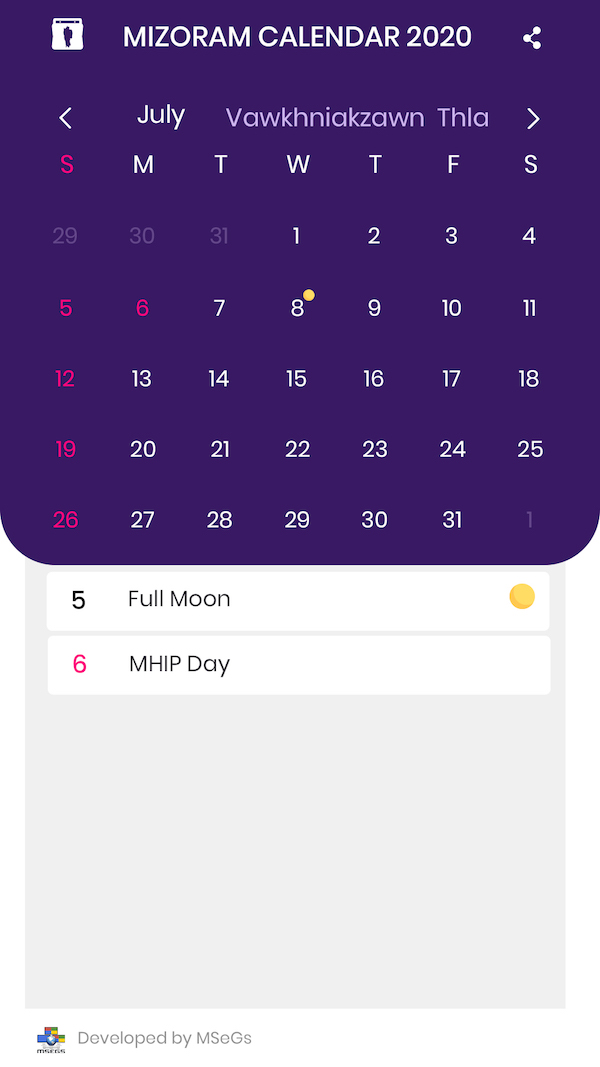 MIZORAM CALENDAR 2020
July Vawkhniakzawn Thla
S M T W T F S
29 30 31 1 2 3 4
5 6 7 8 9 10 11
12 13 14 15 16 17 18
19 20 21 22 23 24 25
26 27 28 29 30 31 1
5 Full Moon
6 MHIP Day
MSeGS
Developed by MSeGs